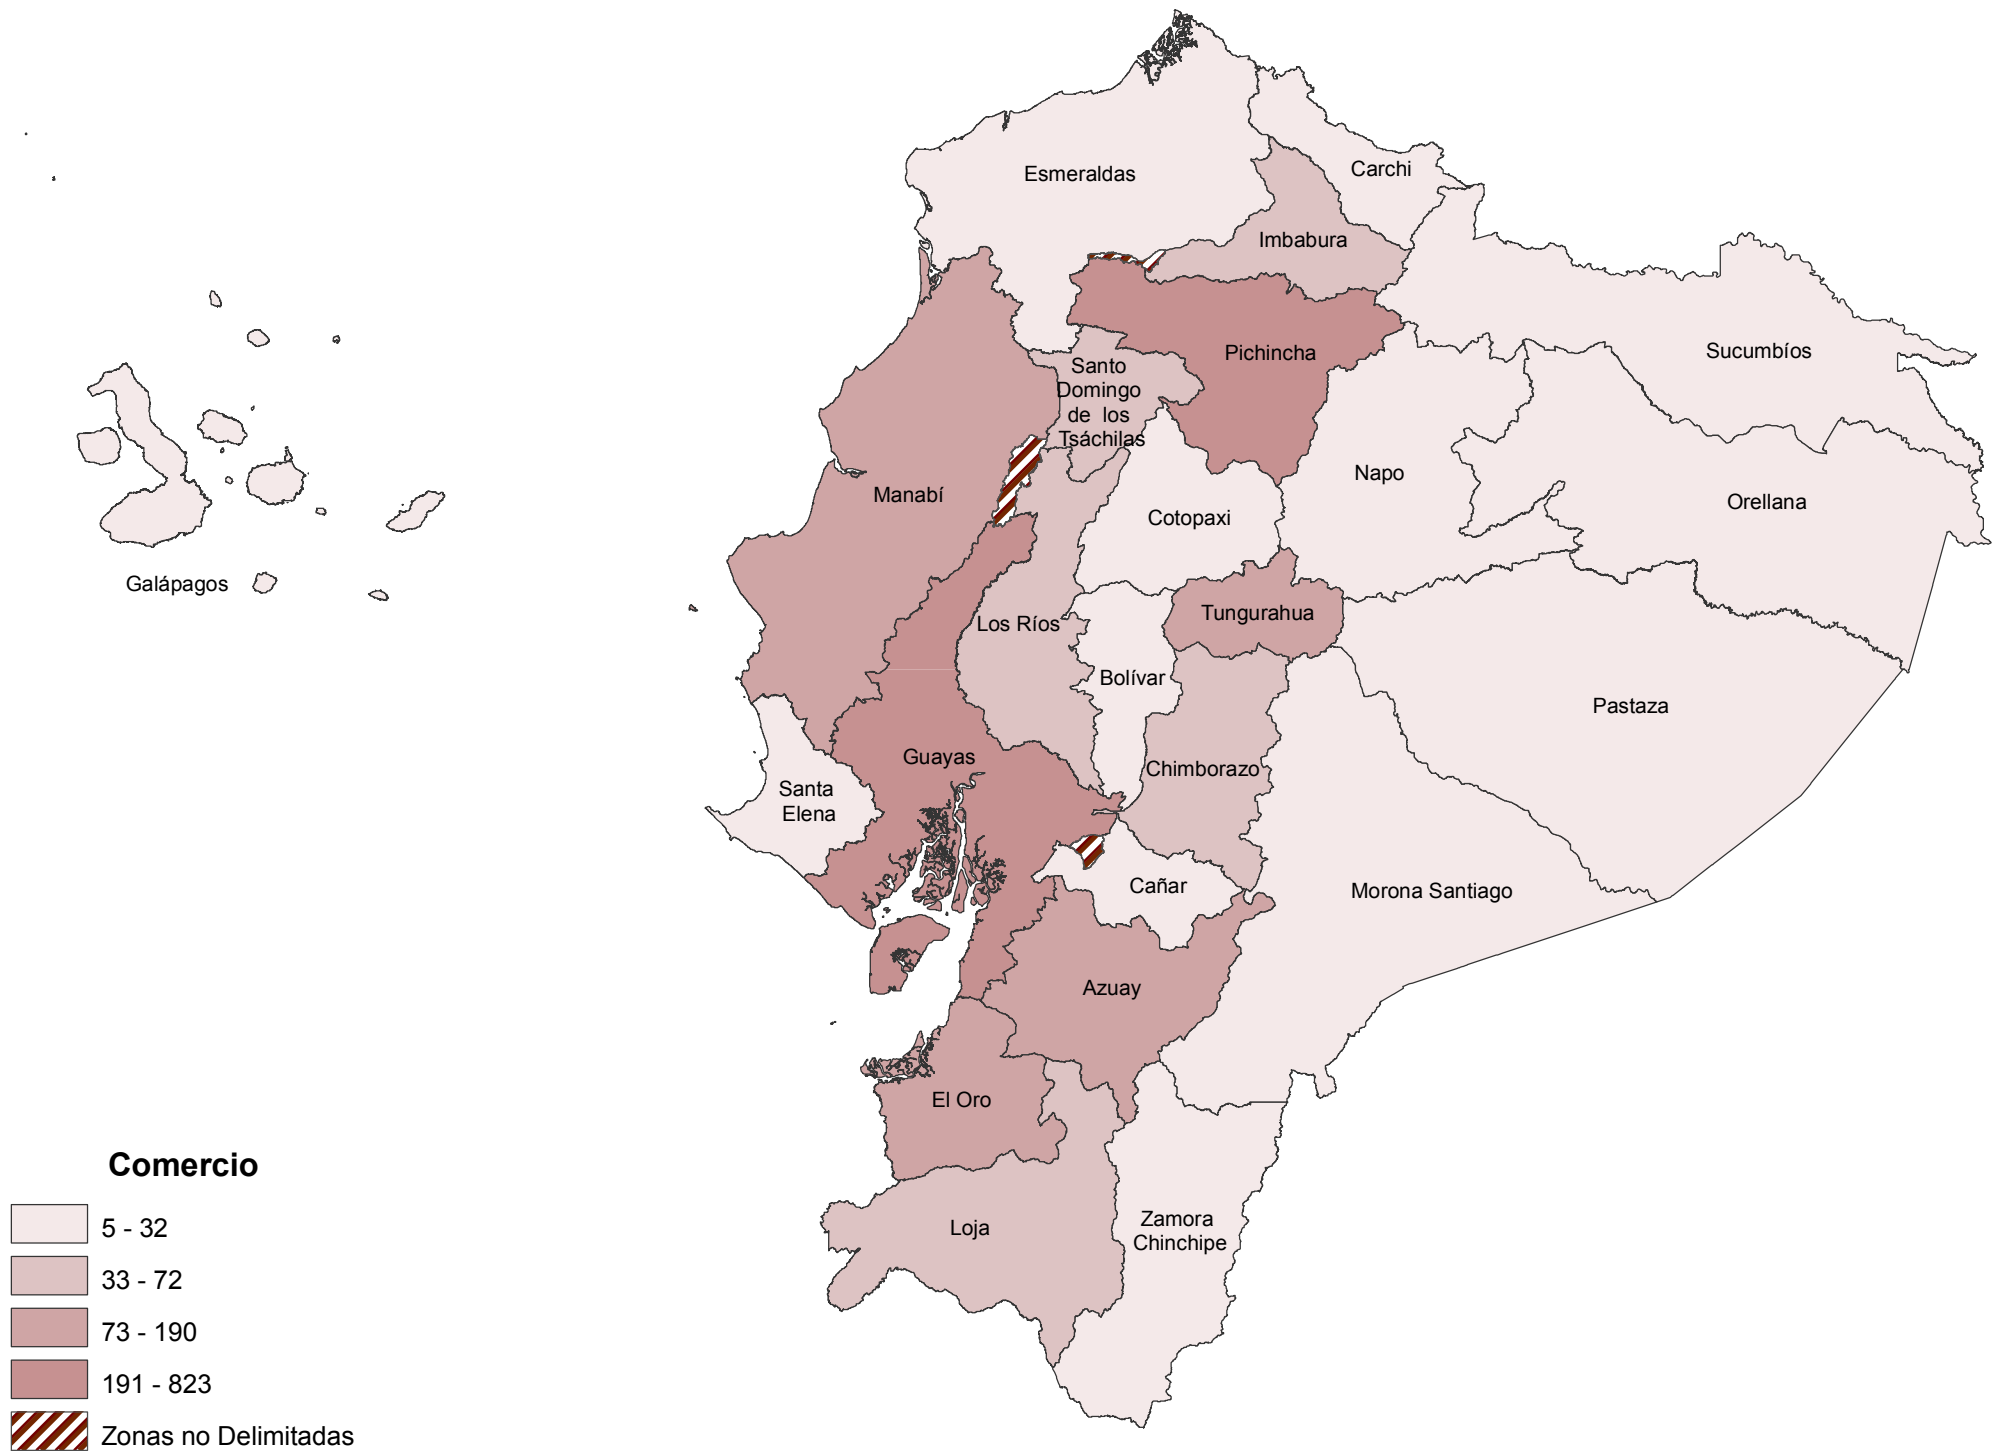 Esmeraldas
Carchi
Imbabura
Pichincha
Sucumbíos
Santo
Domingo
de los
Tsáchilas
Napo
Manabí
Orellana
Cotopaxi
Galápagos
Tungurahua
Los Ríos
Bolívar
Pastaza
Guayas
Chimborazo
Santa
Elena
Cañar
Morona Santiago
Azuay
El Oro
Loja
Zamora
Chinchipe
Comercio
5 - 32
33 - 72
73 - 190
191 - 823
Zonas no Delimitadas